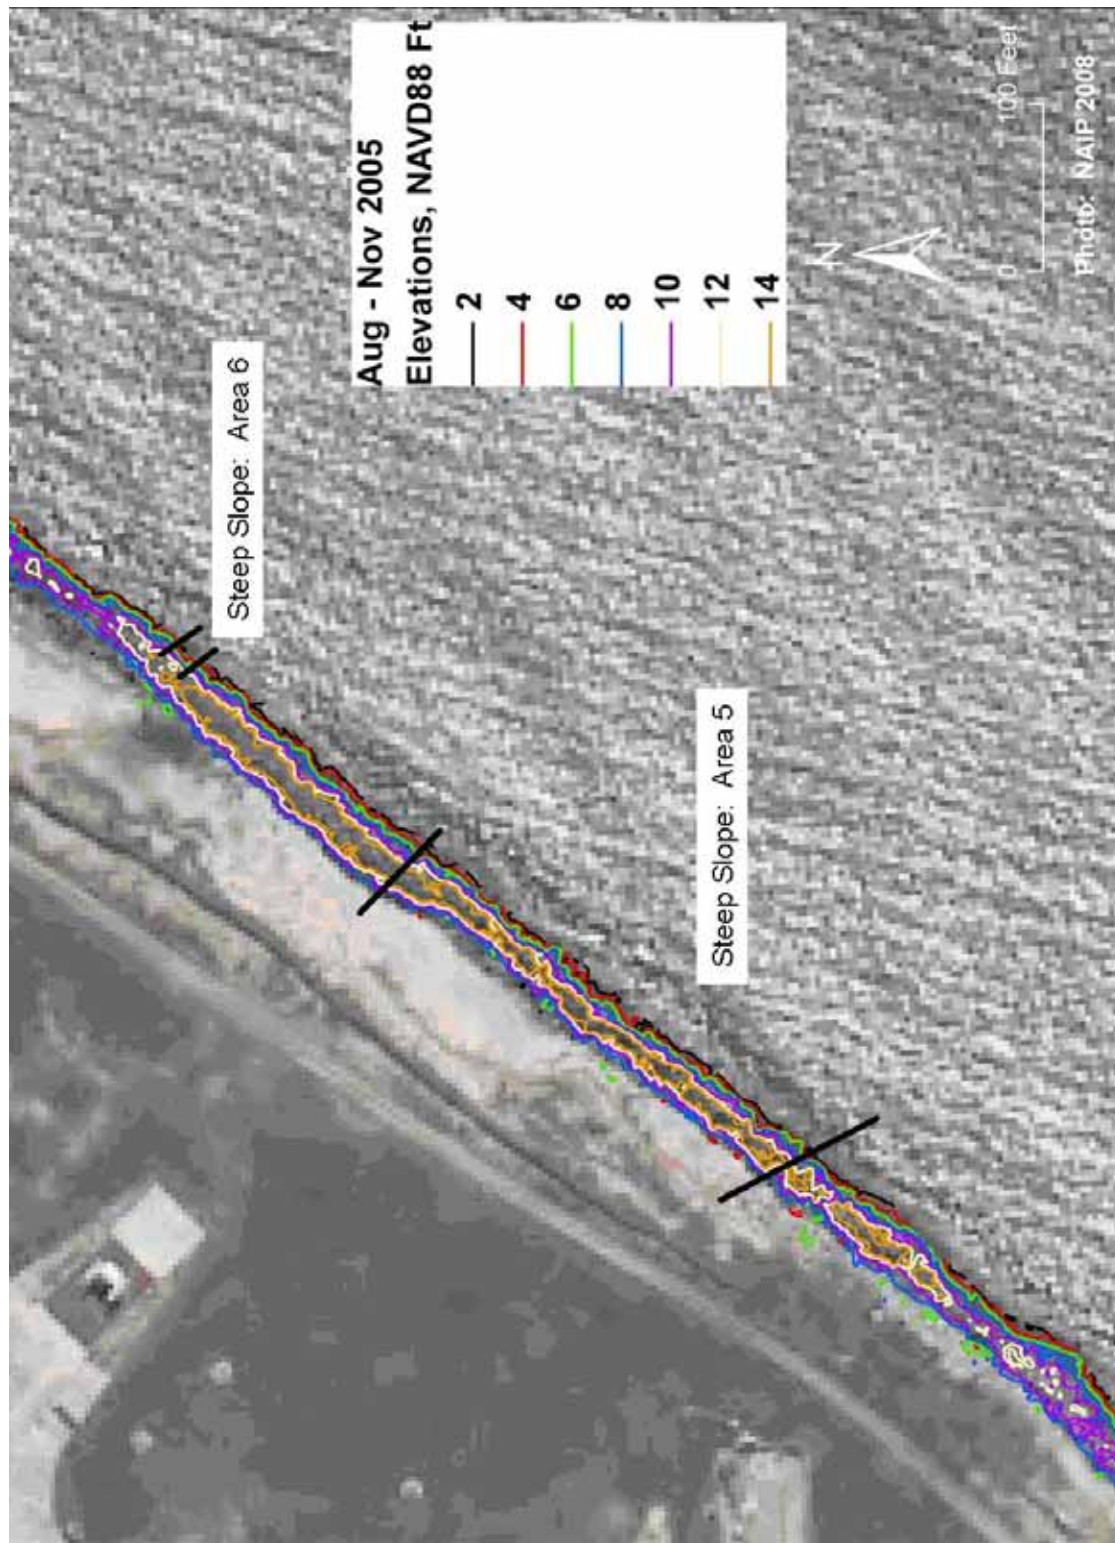 Aug - Nov 2005
Elevations, NAVD88 Ft
2
4
6
8
10
12
14
Steep Slope: Area 6
Steep Slope: Area 5
N
0 100 Feet
Photo: NAIP 2008